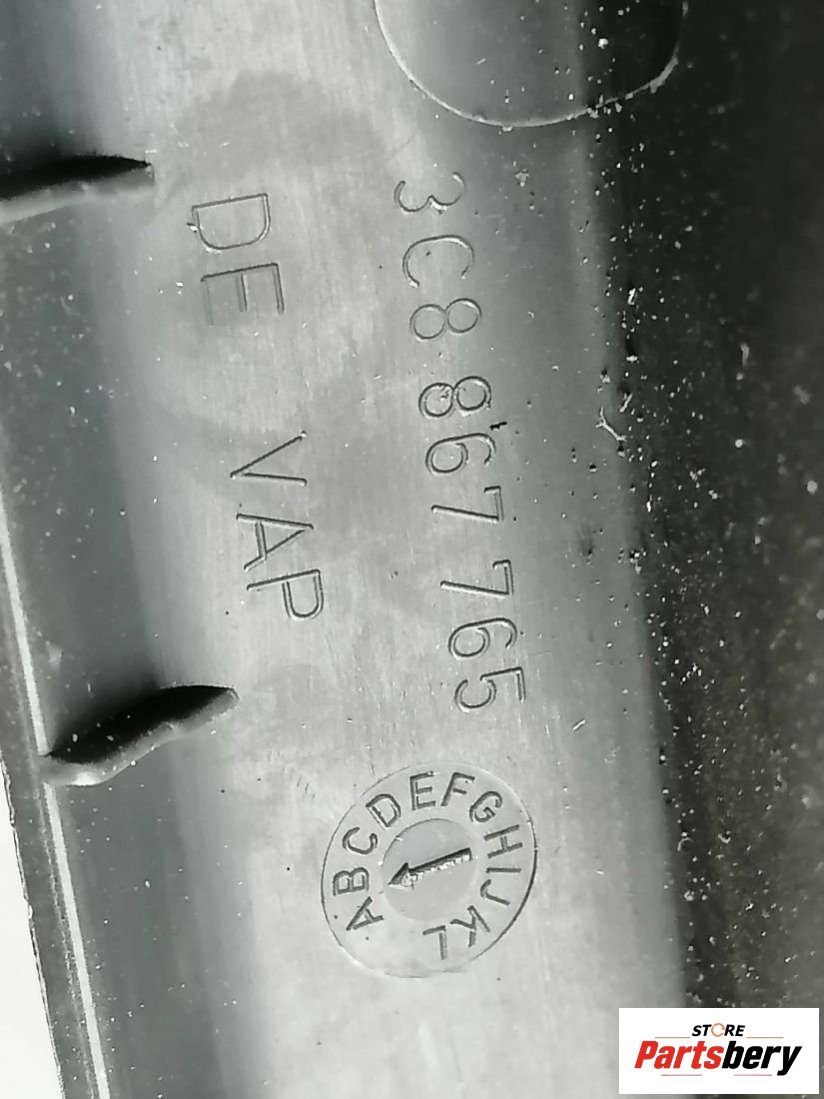 3C8 867 765
DE VAP
ABCDEFGHIJKL
STORE
Partsbery